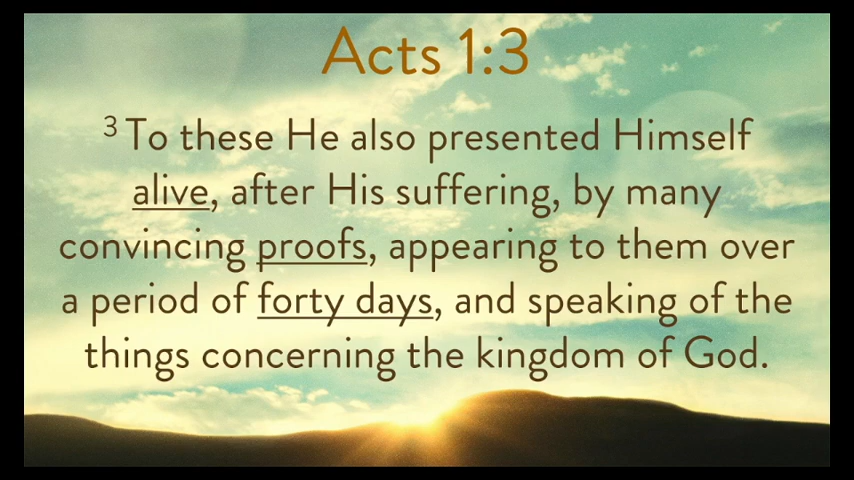 Acts 1:3
3 To these He also presented Himself
alive, after His suffering, by many
convincing proofs, appearing to them over
a period of forty days, and speaking of the
things concerning the kingdom of God.